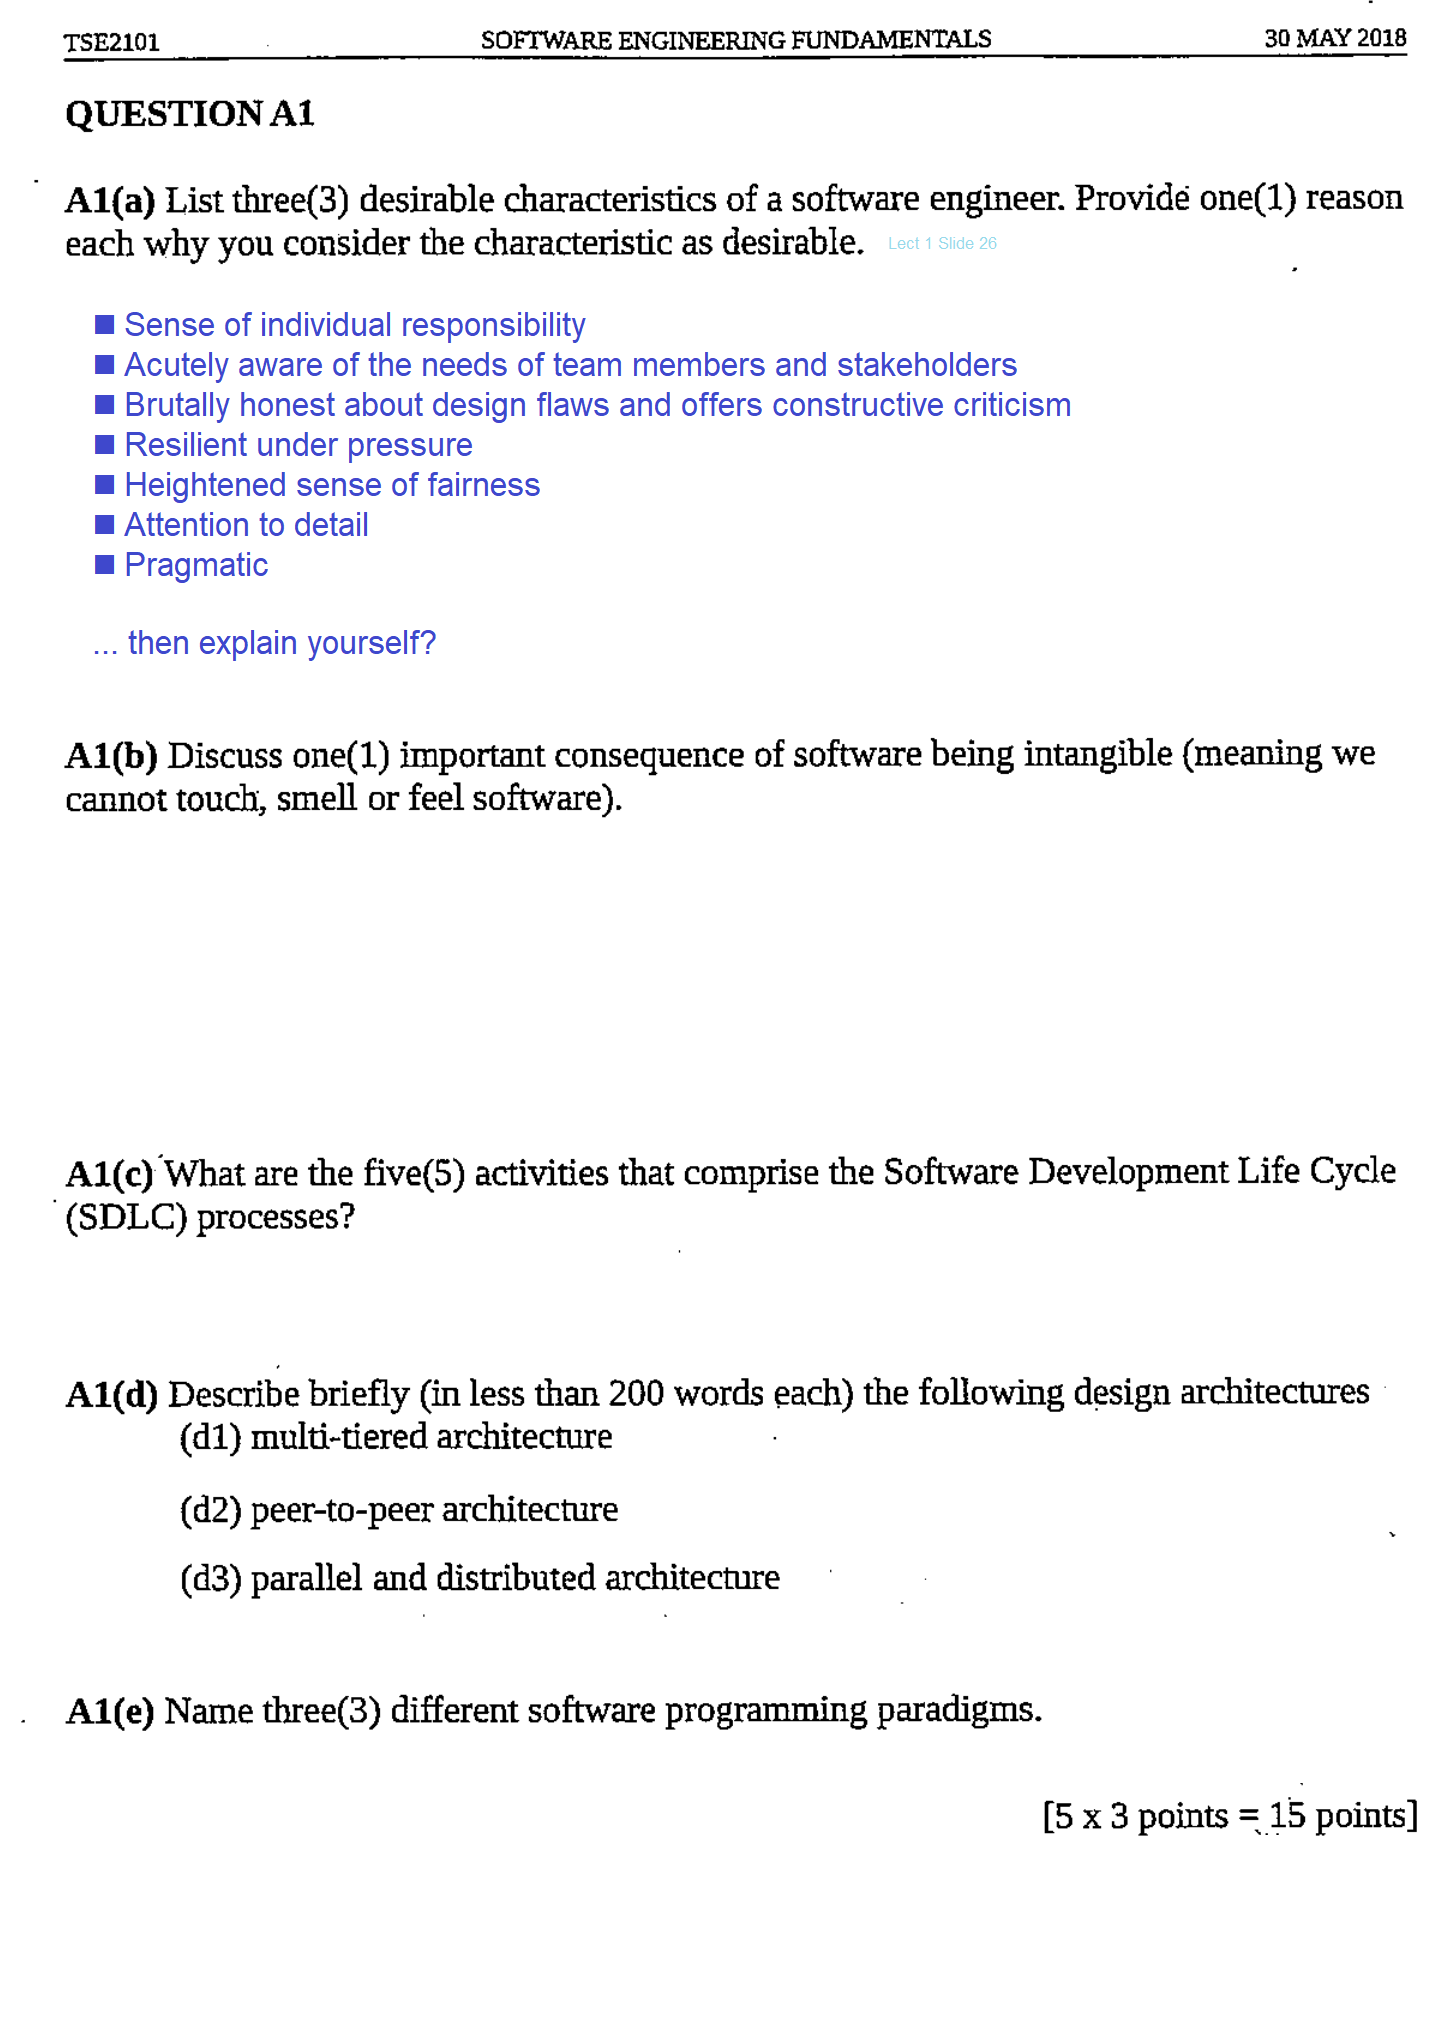 TSE2101 SOFTWARE ENGINEERING FUNDAMENTALS 30 MAY 2018
QUESTION A1
A1(a) List three(3) desirable characteristics of a software engineer. Provide one(1) reason
each why you consider the characteristic as desirable. Lect 1 Slide 26
■ Sense of individual responsibility
■ Acutely aware of the needs of team members and stakeholders
■ Brutally honest about design flaws and offers constructive criticism
■ Resilient under pressure
■ Heightened sense of fairness
■ Attention to detail
■ Pragmatic
... then explain yourself?
A1(b) Discuss one(1) important consequence of software being intangible (meaning we
cannot touch, smell or feel software).
A1(c) What are the five(5) activities that comprise the Software Development Life Cycle
(SDLC) processes?
A1(d) Describe briefly (in less than 200 words each) the following design architectures
(d1) multi-tiered architecture
(d2) peer-to-peer architecture
(d3) parallel and distributed architecture
A1(e) Name three(3) different software programming paradigms.
[5 x 3 points = 15 points]